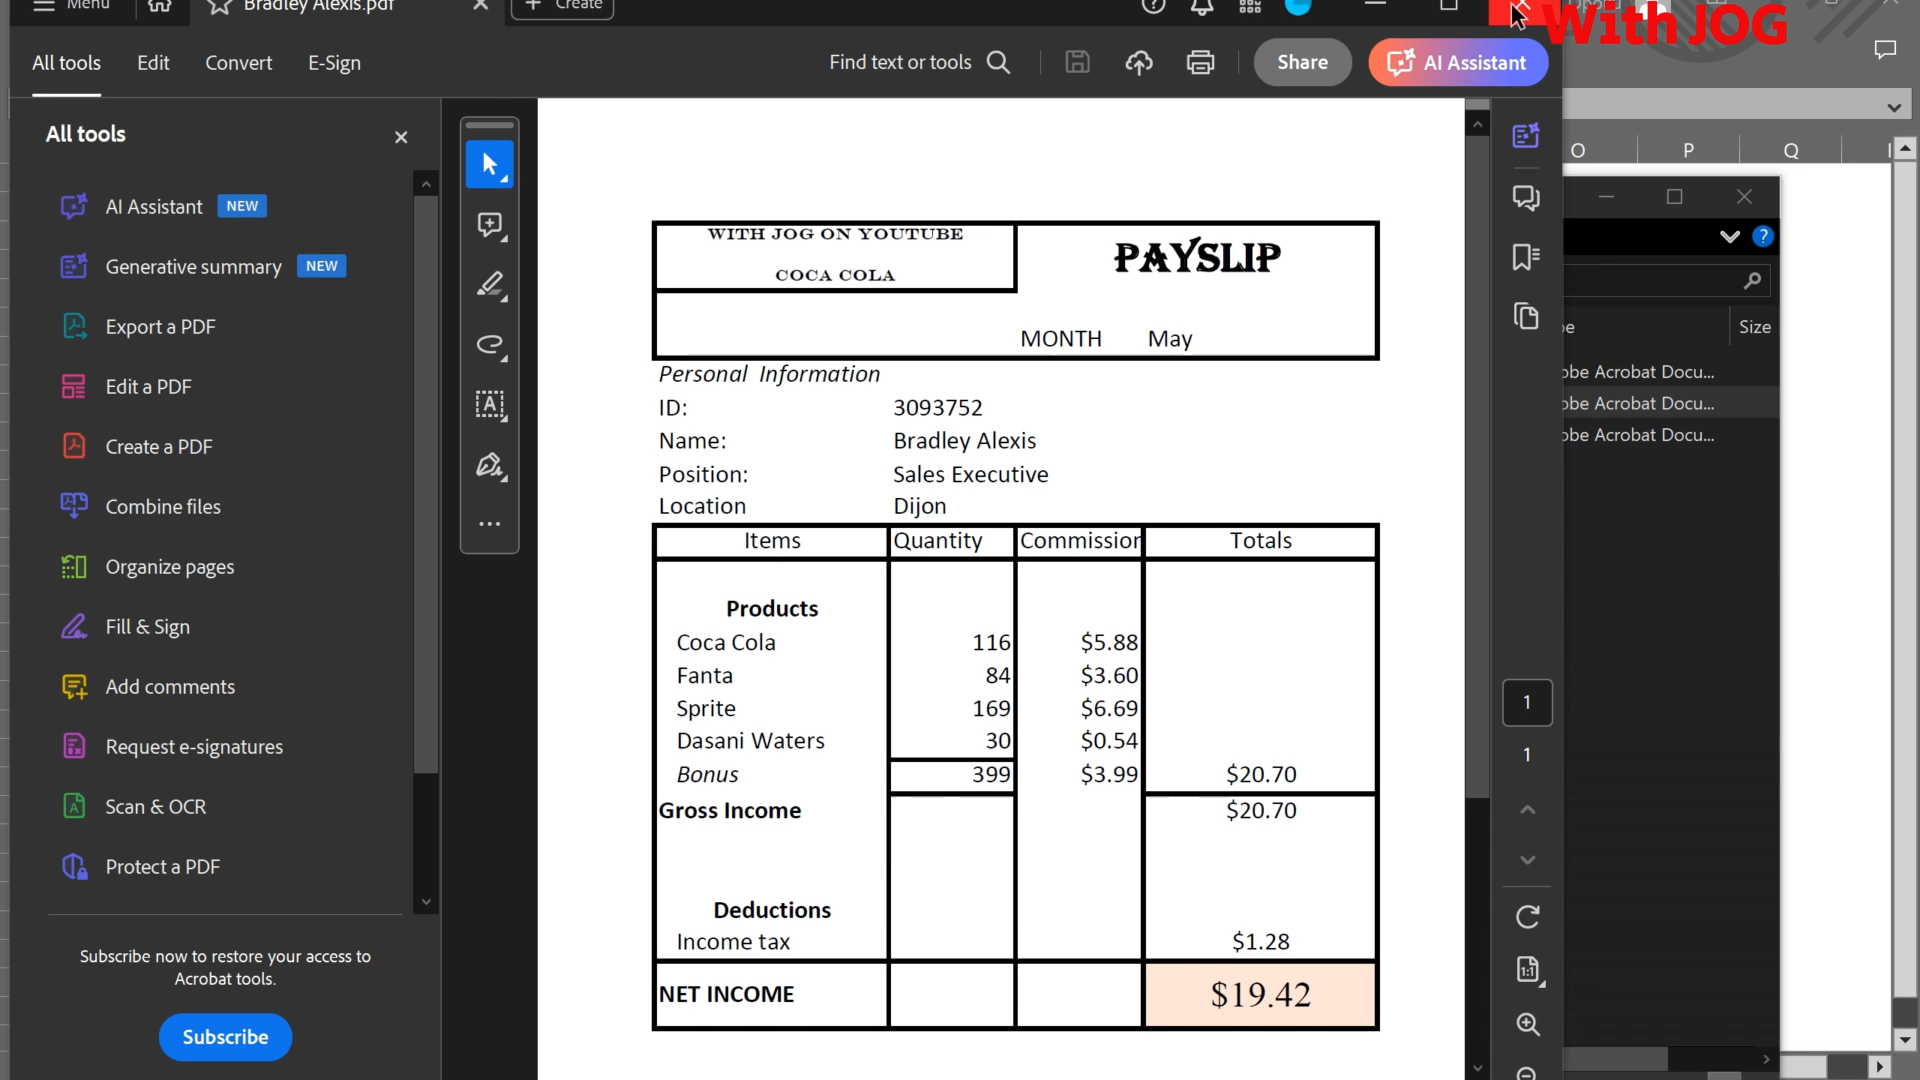 Menu
Bradley Alexis.pdf
Create
With JOG
All tools
Edit
Convert
E-Sign
Find text or tools
Share
AI Assistant
All tools
AI Assistant NEW
Generative summary NEW
Export a PDF
Edit a PDF
Create a PDF
Combine files
Organize pages
Fill & Sign
Add comments
Request e-signatures
Scan & OCR
Protect a PDF
Subscribe now to restore your access to
Acrobat tools.
Subscribe
WITH JOG ON YOUTUBE
COCA COLA
PAYSLIP
MONTH May
Personal Information
ID: 3093752
Name: Bradley Alexis
Position: Sales Executive
Location Dijon
Items Quantity Commission Totals
Products
Coca Cola 116 $5.88
Fanta 84 $3.60
Sprite 169 $6.69
Dasani Waters 30 $0.54
Bonus 399 $3.99 $20.70
Gross Income $20.70
Deductions
Income tax $1.28
NET INCOME $19.42
1
1
O P Q
Size
obe Acrobat Docu...
obe Acrobat Docu...
obe Acrobat Docu...